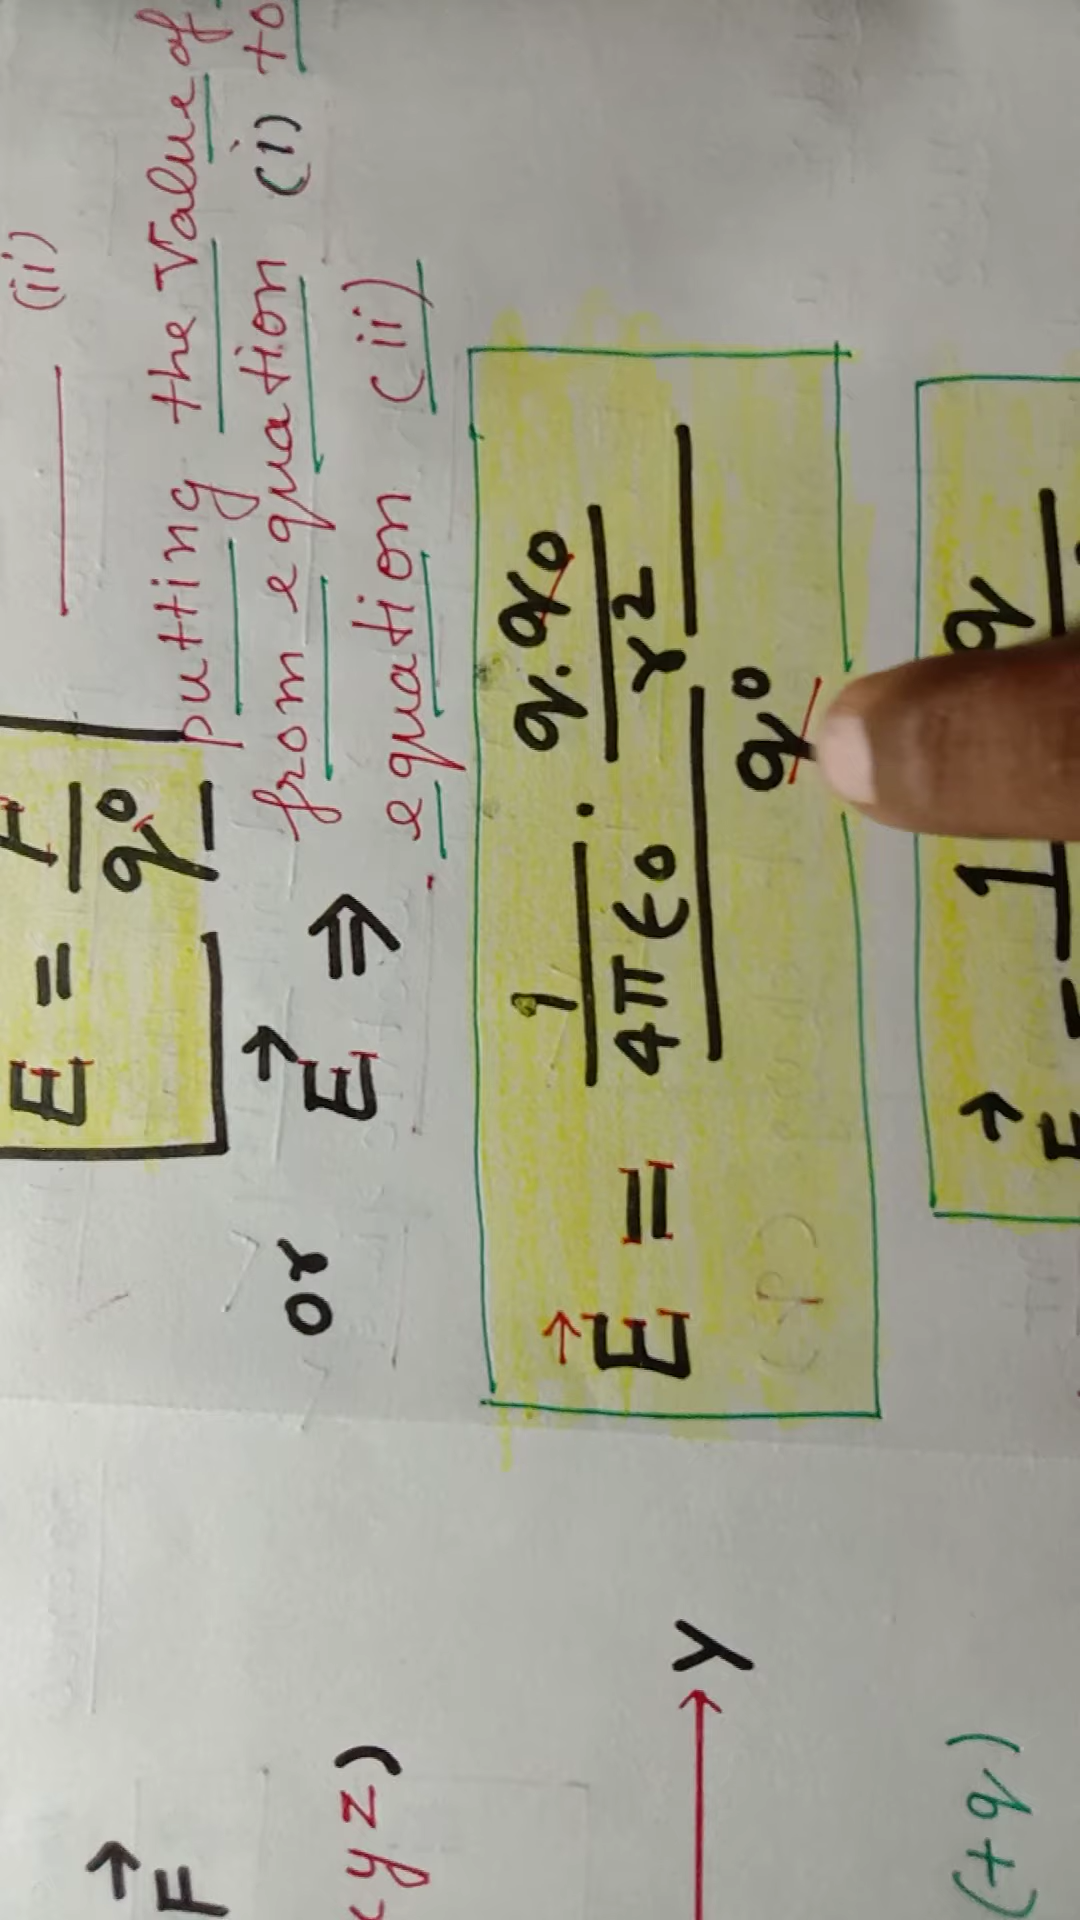 (ii)
E = F/q0
putting the value of
from equation (i) to
or E⃗ ⇒ equation (ii)
E⃗ = 1/4πϵ0 · q.q0/r² / q0
q
1
F⃗
yz)
Y
(+q)